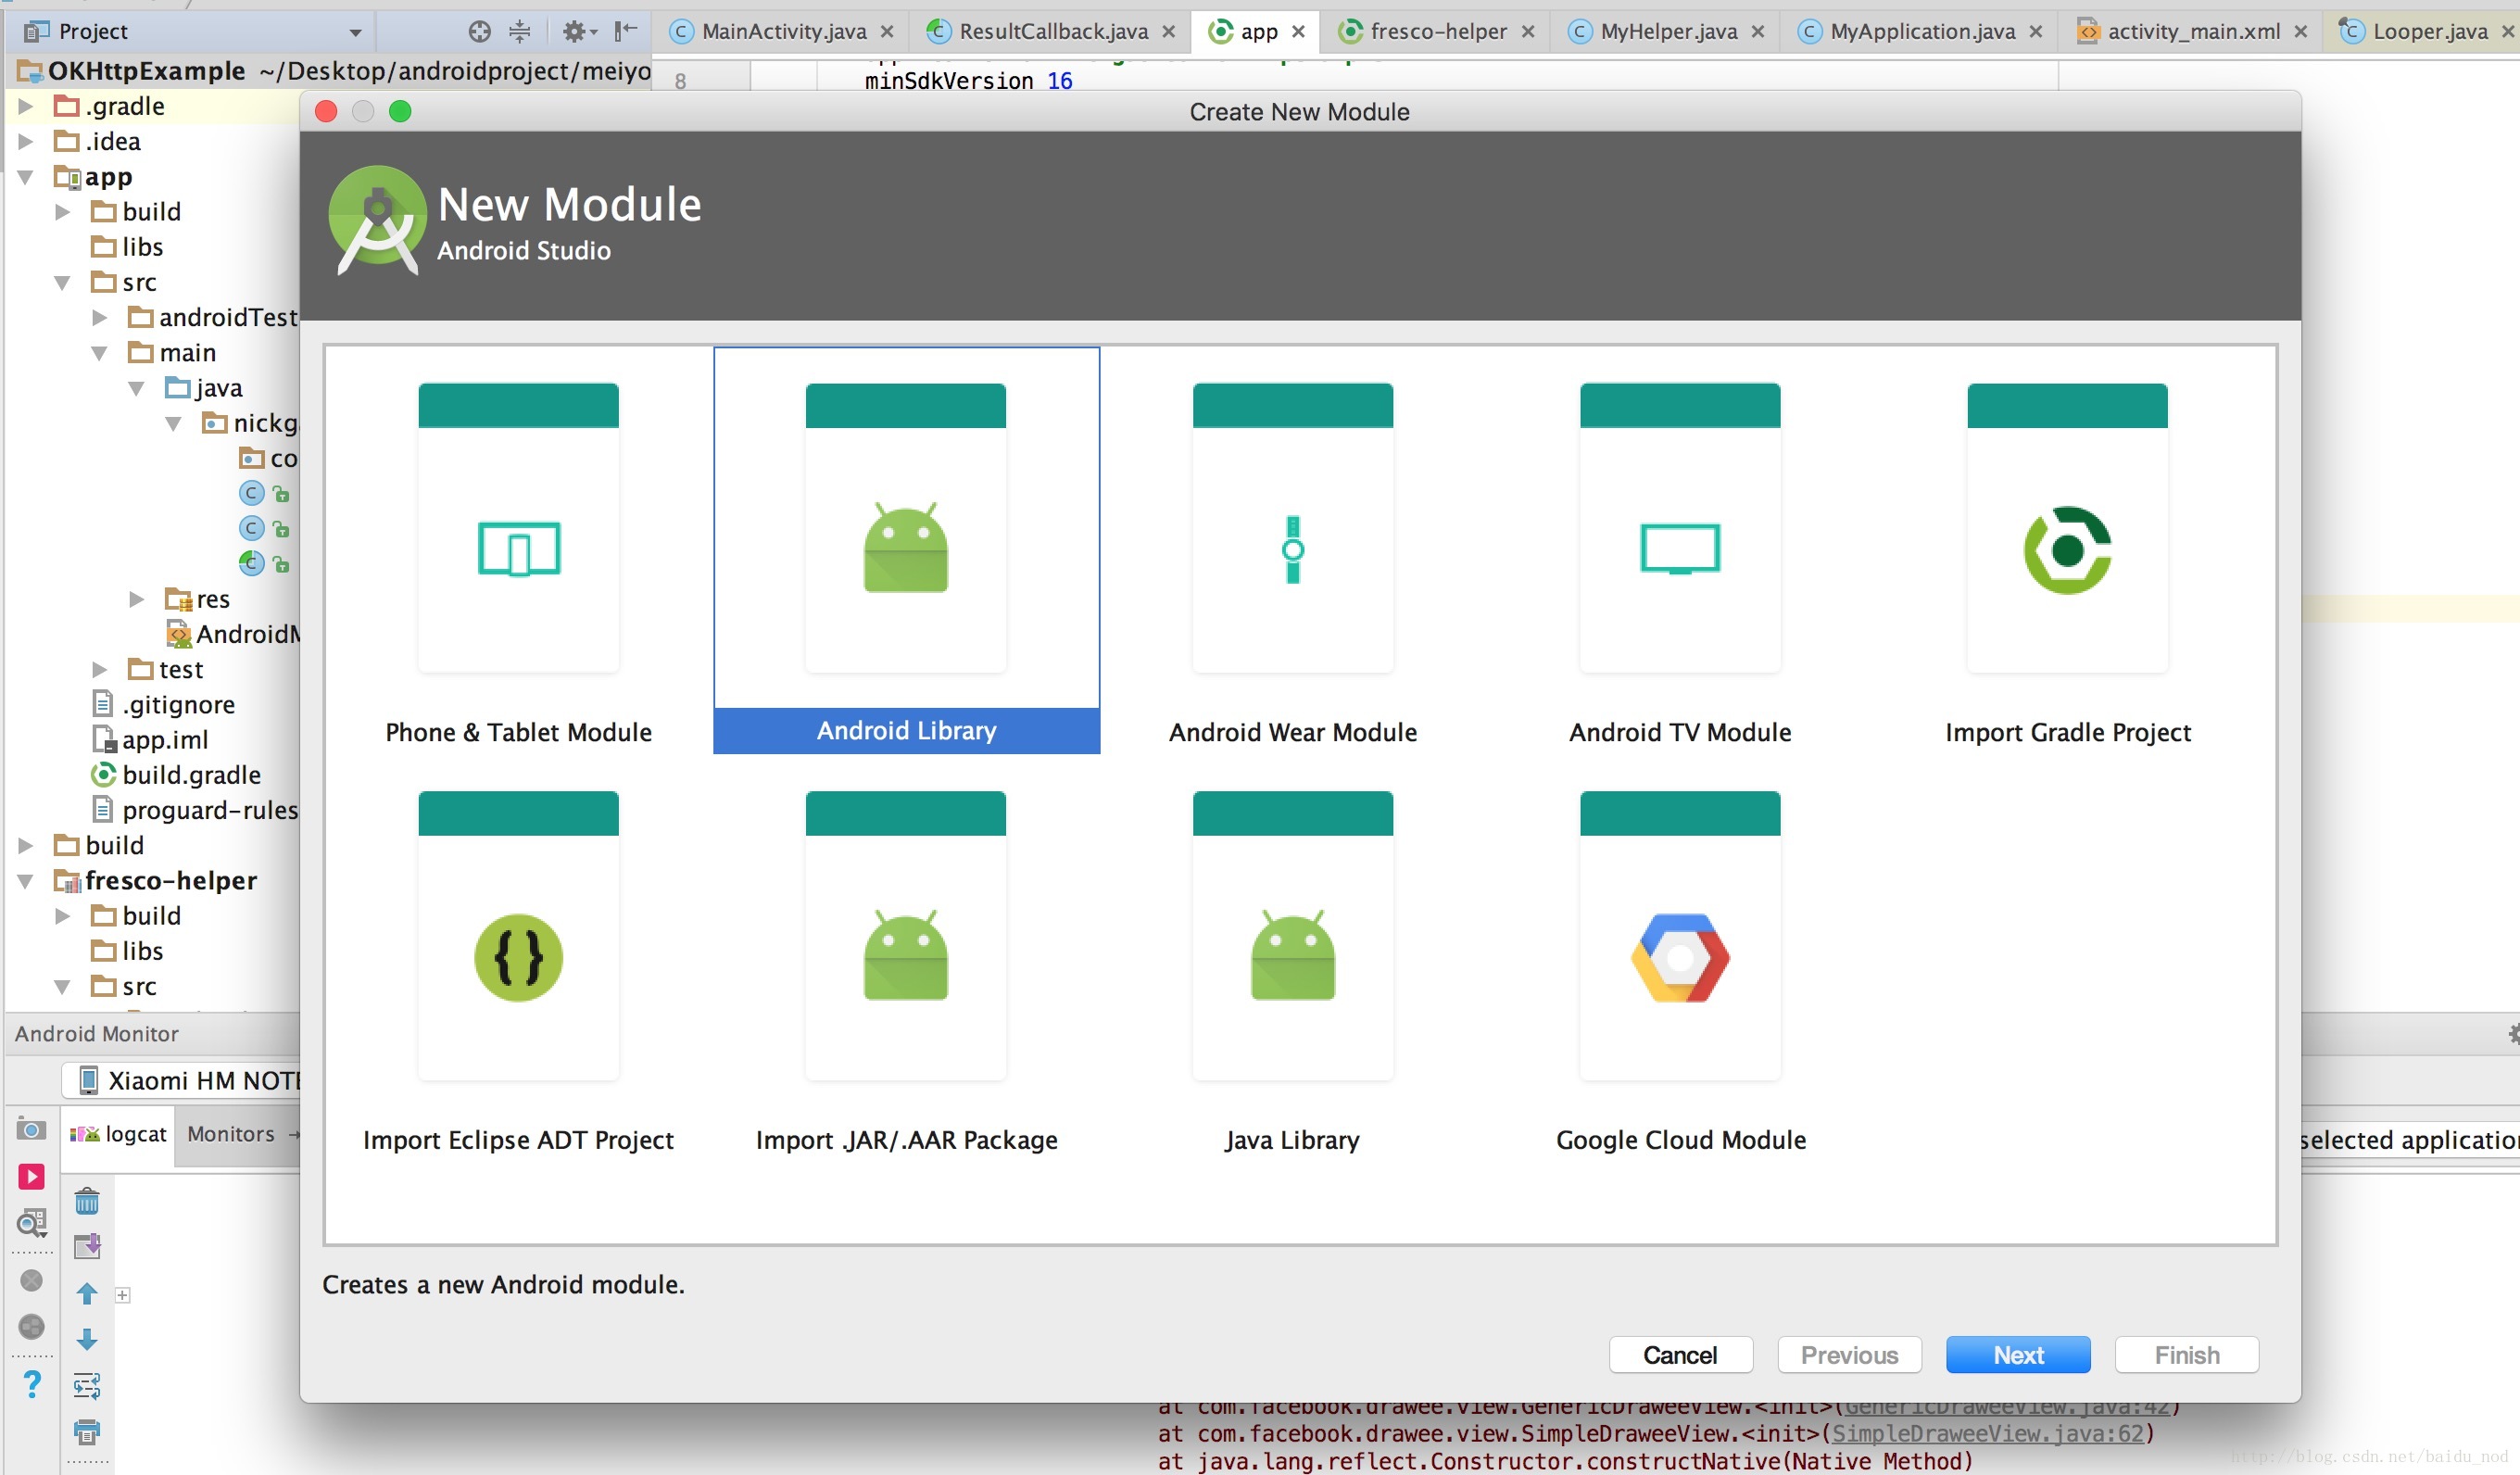 Project
MainActivity.java
ResultCallback.java
app
fresco-helper
MyHelper.java
MyApplication.java
activity_main.xml
Looper.java
OKHttpExample ~/Desktop/androidproject/meiyo
8
minSdkVersion 16
.gradle
.idea
app
build
libs
src
androidTest
main
java
nickg
co
res
AndroidM
test
.gitignore
app.iml
build.gradle
proguard-rules
build
fresco-helper
build
libs
src
Create New Module
New Module
Android Studio
Phone & Tablet Module
Android Library
Android Wear Module
Android TV Module
Import Gradle Project
Import Eclipse ADT Project
Import .JAR/.AAR Package
Java Library
Google Cloud Module
Creates a new Android module.
Cancel
Previous
Next
Finish
Android Monitor
Xiaomi HM NOTE
logcat
Monitors
selected application
at com.facebook.drawee.view.GenericDraweeView.<init>(GenericDraweeView.java:42)
at com.facebook.drawee.view.SimpleDraweeView.<init>(SimpleDraweeView.java:62)
at java.lang.reflect.Constructor.constructNative(Native Method)
http://blog.csdn.net/baidu_nod